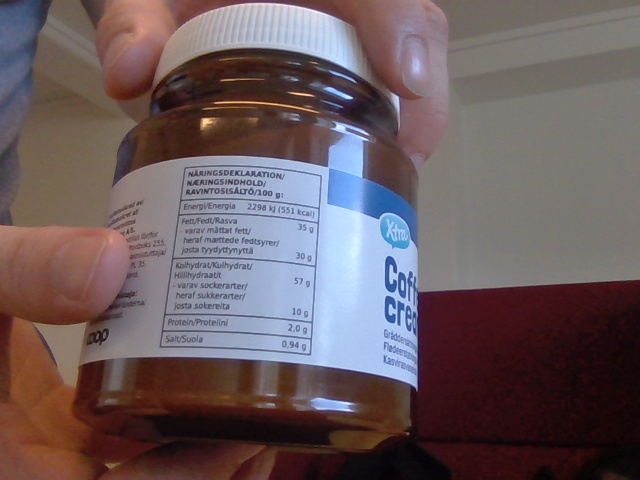 NÄRINGSDEKLARATION/
NÆRINGSINDHOLD/
RAVINTOSISÄLTÖ/100 g:
Energi/Energia 2298 kJ (551 kcal)
Fett/Fedt/Rasva 35 g
- varav mättat fett/
heraf mættede fedtsyrer/
josta tyydyttynyttä 30 g
Kolhydrat/Kulhydrat/
Hiilihydraatit 57 g
- varav sockerarter/
heraf sukkerarter/
josta sokereita 10 g
Protein/Proteiini 2,0 g
Salt/Suola 0,94 g
coop
Xtra
Coff
crea